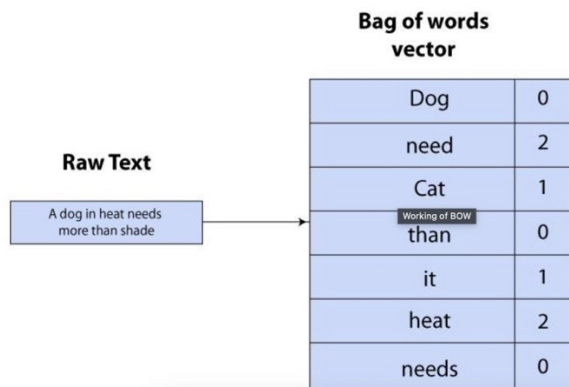 Bag of words
vector
Raw Text
A dog in heat needs
more than shade
Dog 0
need 2
Cat 1
Working of BOW
than 0
it 1
heat 2
needs 0